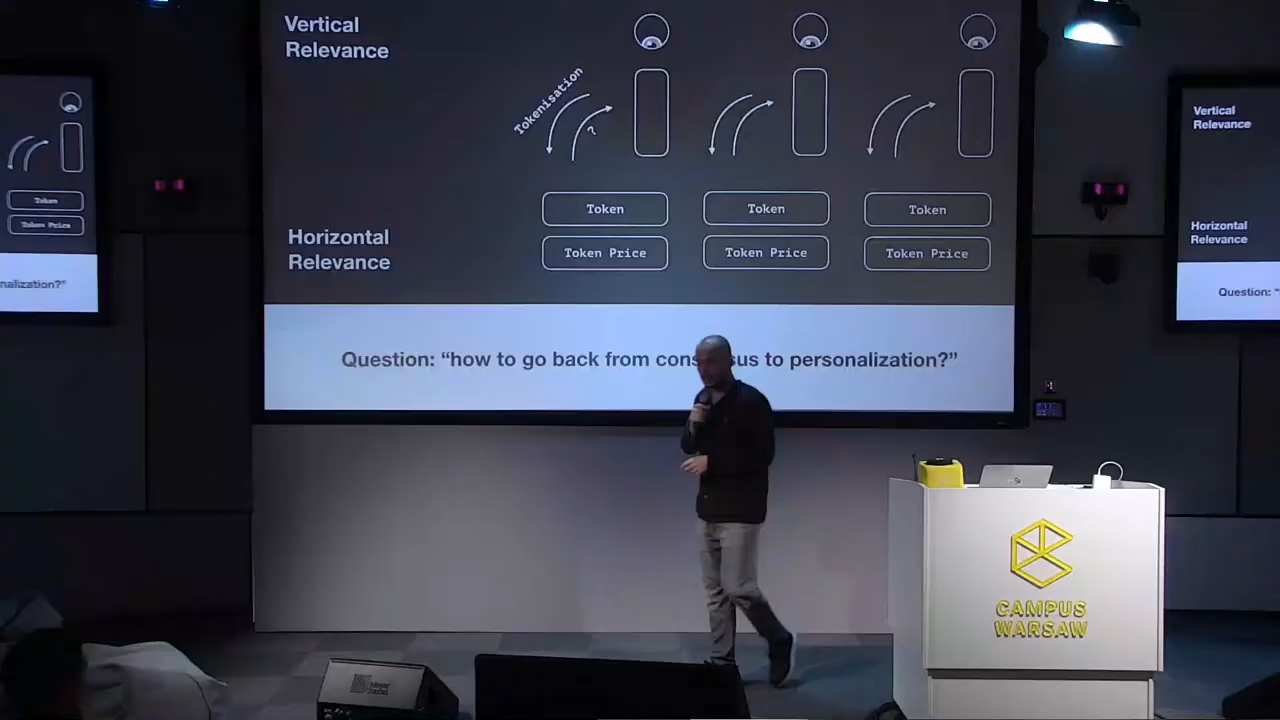 Vertical
Relevance
Tokenisation
?
Token
Token
Token
Token Price
Token Price
Token Price
Horizontal
Relevance
Question: “how to go back from cons sus to personalization?”
Token
Token Price
nalization?”
Vertical
Relevance
Horizontal
Relevance
Question: “
CAMPUS
WARSAW